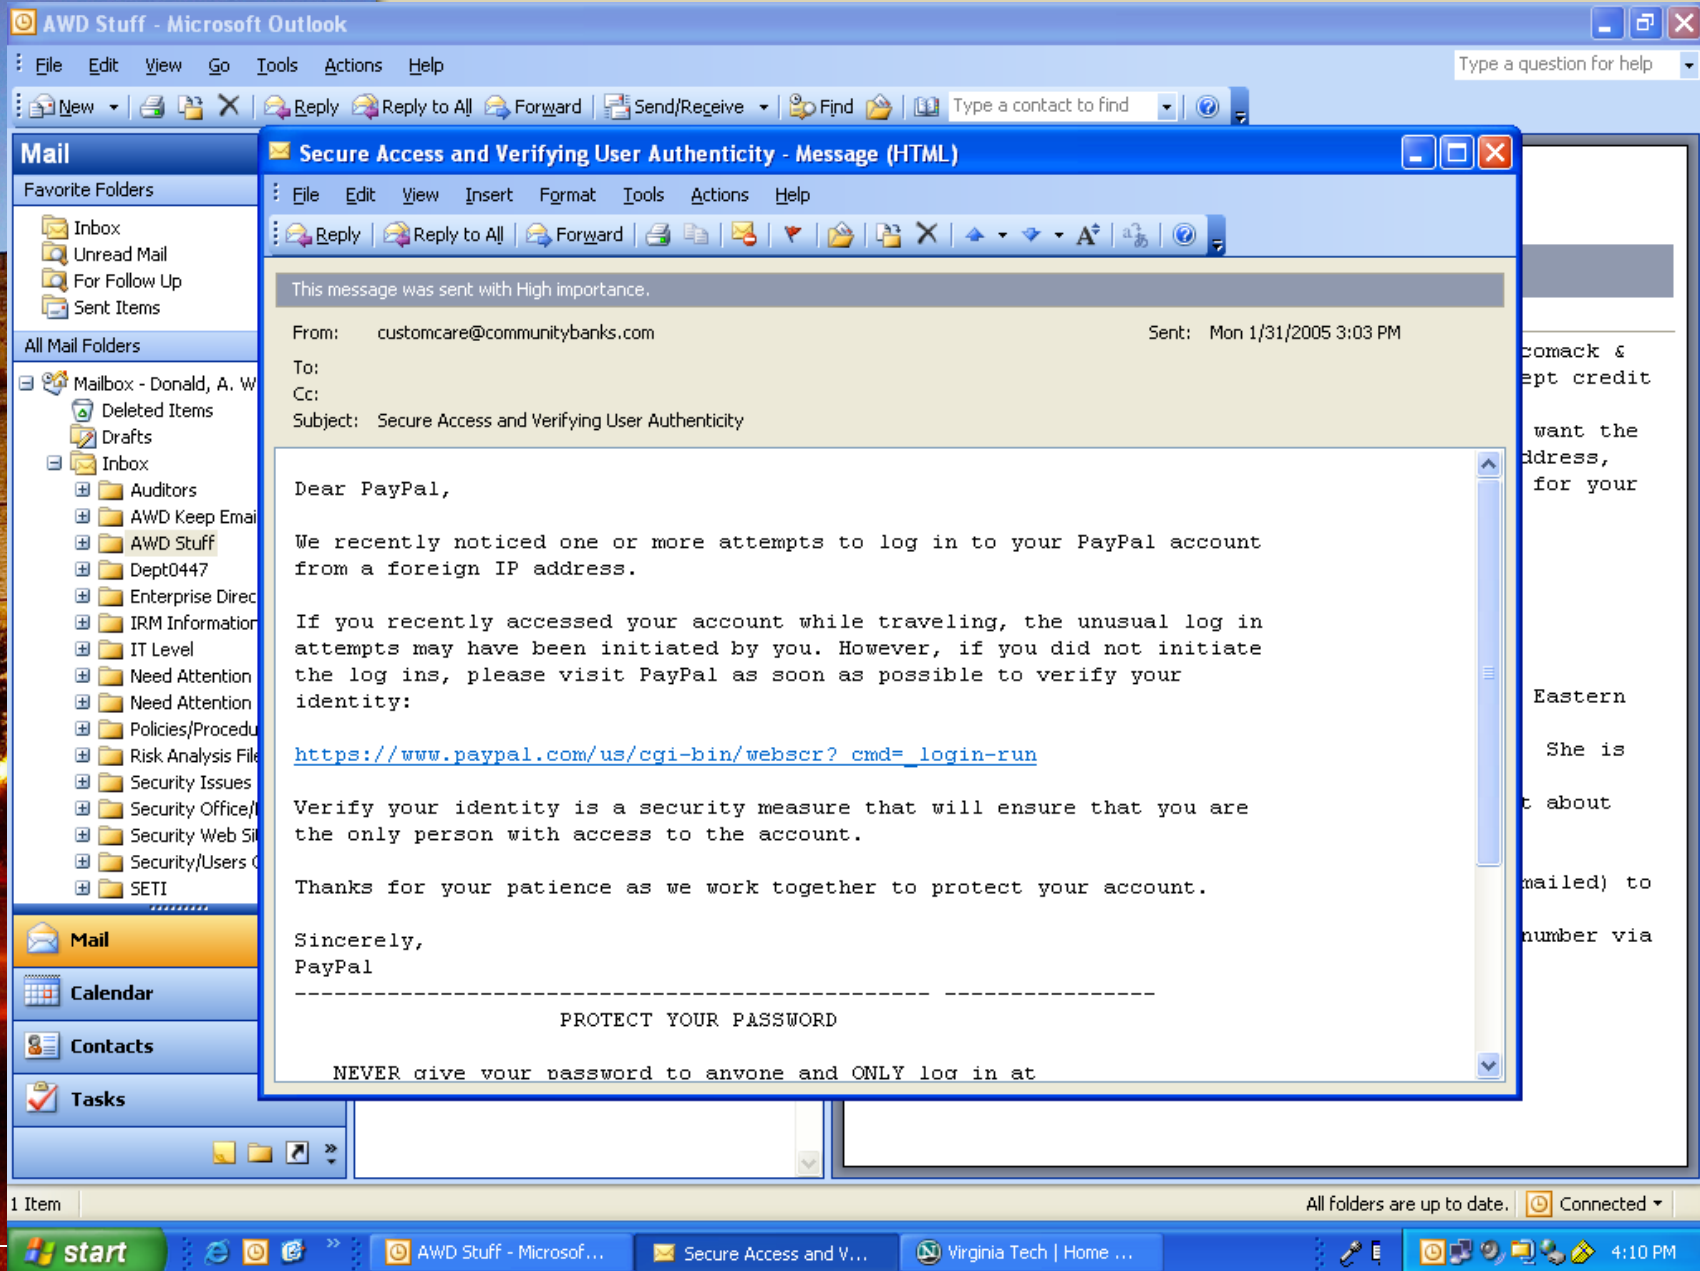 AWD Stuff - Microsoft Outlook
File Edit View Go Tools Actions Help
Type a question for help
New Reply Reply to All Forward Send/Receive Find Type a contact to find
Mail
Favorite Folders
Inbox
Unread Mail
For Follow Up
Sent Items
All Mail Folders
Mailbox - Donald, A. W
Deleted Items
Drafts
Inbox
Auditors
AWD Keep Emai
AWD Stuff
Dept0447
Enterprise Direc
IRM Information
IT Level
Need Attention
Need Attention
Policies/Procedu
Risk Analysis File
Security Issues
Security Office/
Security Web Si
Security/Users
SETI
Mail
Calendar
Contacts
Tasks
Secure Access and Verifying User Authenticity - Message (HTML)
File Edit View Insert Format Tools Actions Help
Reply Reply to All Forward
This message was sent with High importance.
From: customcare@communitybanks.com Sent: Mon 1/31/2005 3:03 PM
To:
Cc:
Subject: Secure Access and Verifying User Authenticity
Dear PayPal,
We recently noticed one or more attempts to log in to your PayPal account
from a foreign IP address.
If you recently accessed your account while traveling, the unusual log in
attempts may have been initiated by you. However, if you did not initiate
the log ins, please visit PayPal as soon as possible to verify your
identity:
https://www.paypal.com/us/cgi-bin/webscr? cmd=_login-run
Verify your identity is a security measure that will ensure that you are
the only person with access to the account.
Thanks for your patience as we work together to protect your account.
Sincerely,
PayPal
------------------------------------------------ ----------------
PROTECT YOUR PASSWORD
NEVER give your password to anyone and ONLY log in at
comack &
ept credit
want the
ddress,
for your
Eastern
She is
t about
mailed) to
number via
1 Item
All folders are up to date. Connected
start
AWD Stuff - Microsof...
Secure Access and V...
Virginia Tech | Home ...
4:10 PM